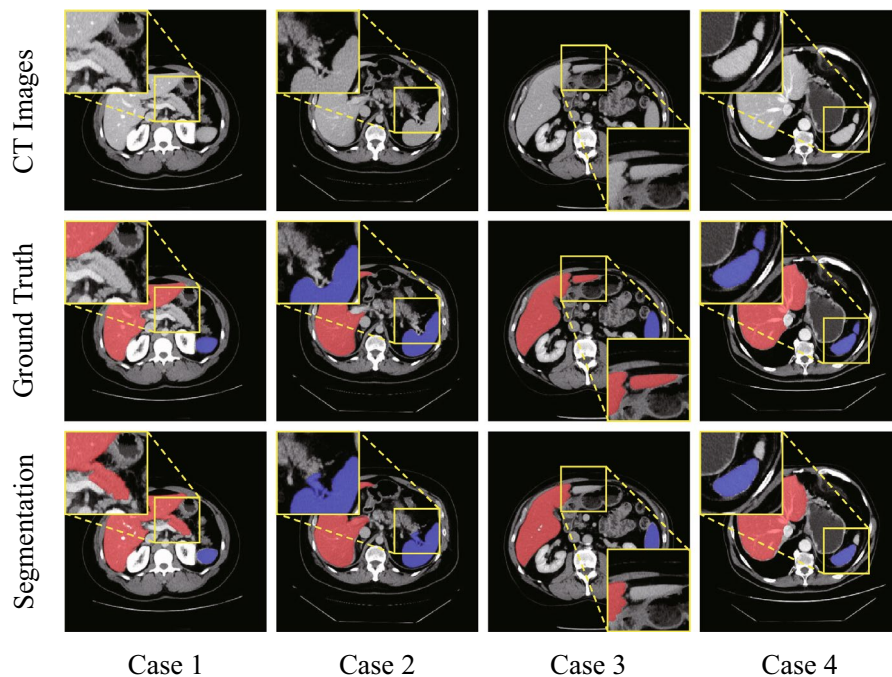 CT Images
Ground Truth
Segmentation
Case 1
Case 2
Case 3
Case 4